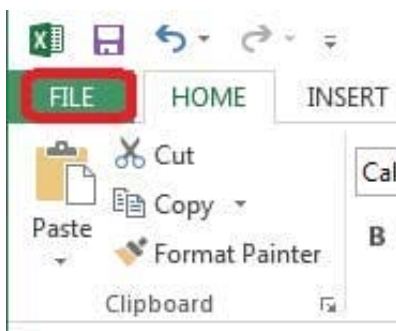 FILE HOME INSERT
Cut
Cal
Copy
Paste
B
Format Painter
Clipboard